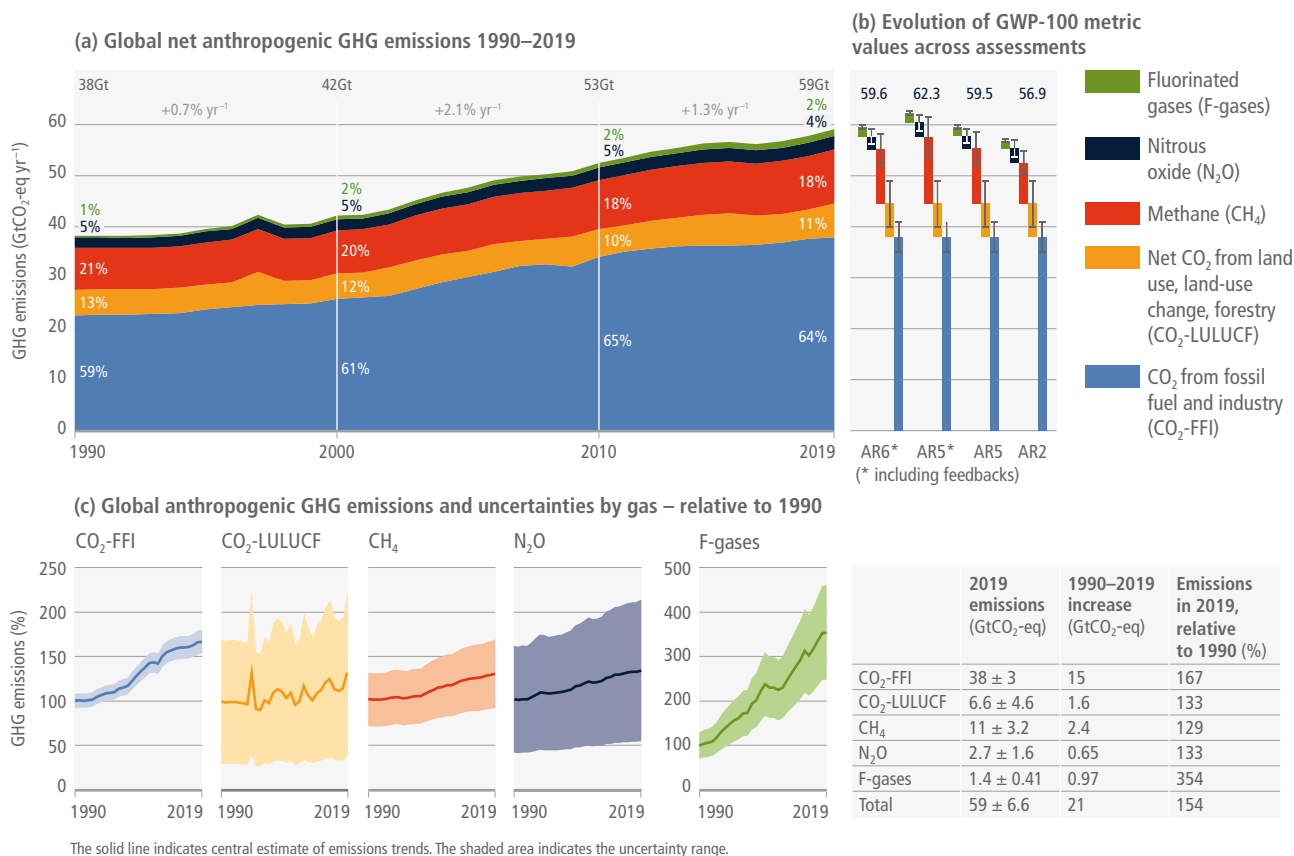 (a) Global net anthropogenic GHG emissions 1990–2019
38Gt
42Gt
53Gt
59Gt
+0.7% yr⁻¹
+2.1% yr⁻¹
+1.3% yr⁻¹
GHG emissions (GtCO₂-eq yr⁻¹)
60
50
40
30
20
10
0
1%
5%
21%
13%
59%
2%
5%
20%
12%
61%
2%
5%
18%
10%
65%
2%
4%
18%
11%
64%
1990
2000
2010
2019
(b) Evolution of GWP-100 metric
values across assessments
59.6
62.3
59.5
56.9
AR6*
AR5*
AR5
AR2
(* including feedbacks)
Fluorinated
gases (F-gases)
Nitrous
oxide (N₂O)
Methane (CH₄)
Net CO₂ from land
use, land-use
change, forestry
(CO₂-LULUCF)
CO₂ from fossil
fuel and industry
(CO₂-FFI)
(c) Global anthropogenic GHG emissions and uncertainties by gas – relative to 1990
GHG emissions (%)
CO₂-FFI
250
200
150
100
50
0
1990
2019
CO₂-LULUCF
1990
2019
CH₄
1990
2019
N₂O
1990
2019
F-gases
500
400
300
200
100
0
1990
2019
2019 emissions (GtCO₂-eq)
1990–2019 increase (GtCO₂-eq)
Emissions in 2019, relative to 1990 (%)
CO₂-FFI 38 ± 3 15 167
CO₂-LULUCF 6.6 ± 4.6 1.6 133
CH₄ 11 ± 3.2 2.4 129
N₂O 2.7 ± 1.6 0.65 133
F-gases 1.4 ± 0.41 0.97 354
Total 59 ± 6.6 21 154
The solid line indicates central estimate of emissions trends. The shaded area indicates the uncertainty range.